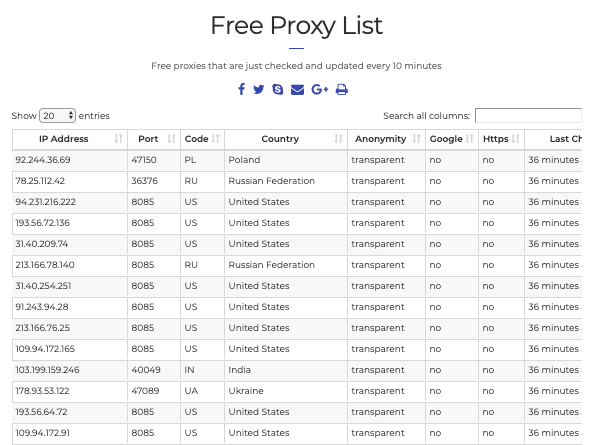 Free Proxy List
Free proxies that are just checked and updated every 10 minutes
Show 20 entries Search all columns:
IP Address Port Code Country Anonymity Google Https Last Ch
92.244.36.69 47150 PL Poland transparent no no 36 minutes
78.25.112.42 36376 RU Russian Federation transparent no no 36 minutes
94.231.216.222 8085 US United States transparent no no 36 minutes
193.56.72.136 8085 US United States transparent no no 36 minutes
31.40.209.74 8085 US United States transparent no no 36 minutes
213.166.78.140 8085 RU Russian Federation transparent no no 36 minutes
31.40.254.251 8085 US United States transparent no no 36 minutes
91.243.94.28 8085 US United States transparent no no 36 minutes
213.166.76.25 8085 US United States transparent no no 36 minutes
109.94.172.165 8085 US United States transparent no no 36 minutes
103.199.159.246 40049 IN India transparent no no 36 minutes
178.93.53.122 47089 UA Ukraine transparent no no 36 minutes
193.56.64.72 8085 US United States transparent no no 36 minutes
109.94.172.91 8085 US United States transparent no no 36 minutes